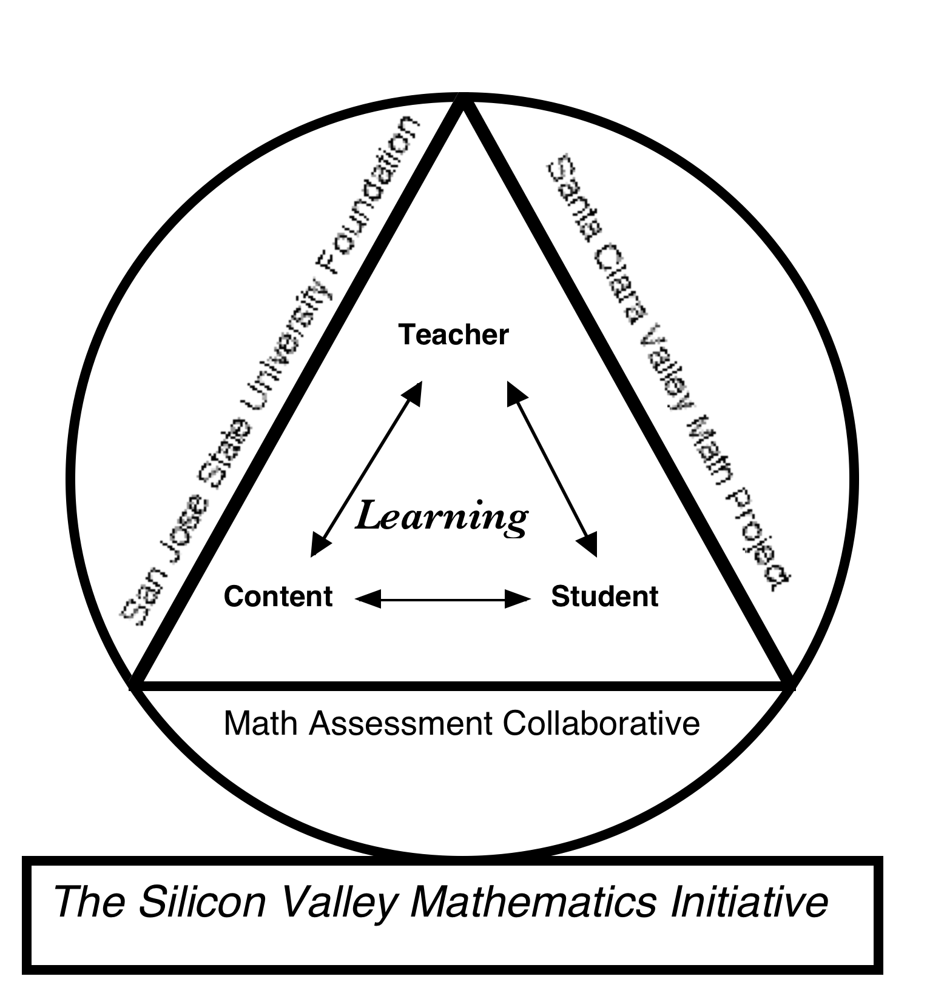 San Jose State University Foundation
Santa Clara Valley Math Project
Teacher
Learning
Content
Student
Math Assessment Collaborative
The Silicon Valley Mathematics Initiative